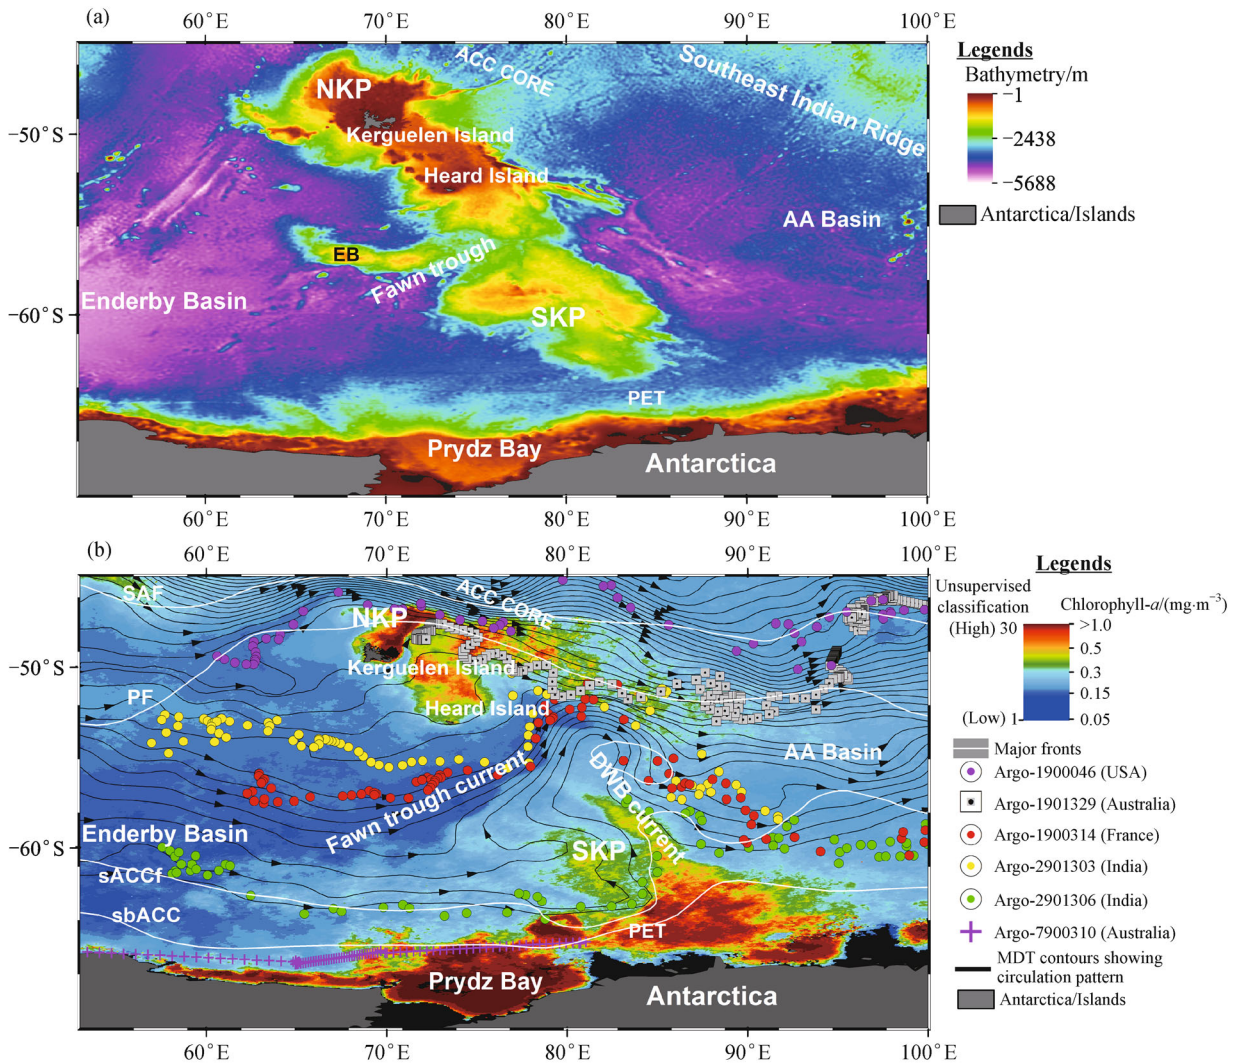 (a)
60°E
70°E
80°E
90°E
100°E
−50°S
−60°S
NKP
ACC CORE
Southeast Indian Ridge
Kerguelen Island
Heard Island
AA Basin
EB
Fawn trough
Enderby Basin
SKP
PET
Prydz Bay
Antarctica
60°E
70°E
80°E
90°E
100°E
Legends
Bathymetry/m
−1
−2438
−5688
Antarctica/Islands
(b)
60°E
70°E
80°E
90°E
100°E
−50°S
−60°S
SAF
ACC CORE
NKP
Kerguelen Island
PF
Heard Island
AA Basin
Fawn trough current
DWB current
Enderby Basin
SKP
sACCf
sbACC
PET
Prydz Bay
Antarctica
60°E
70°E
80°E
90°E
100°E
Legends
Unsupervised
classification
Chlorophyll-a/(mg·m−3)
(High) 30
(Low) 1
>1.0
0.5
0.3
0.15
0.05
Major fronts
Argo-1900046 (USA)
Argo-1901329 (Australia)
Argo-1900314 (France)
Argo-2901303 (India)
Argo-2901306 (India)
Argo-7900310 (Australia)
MDT contours showing
circulation pattern
Antarctica/Islands